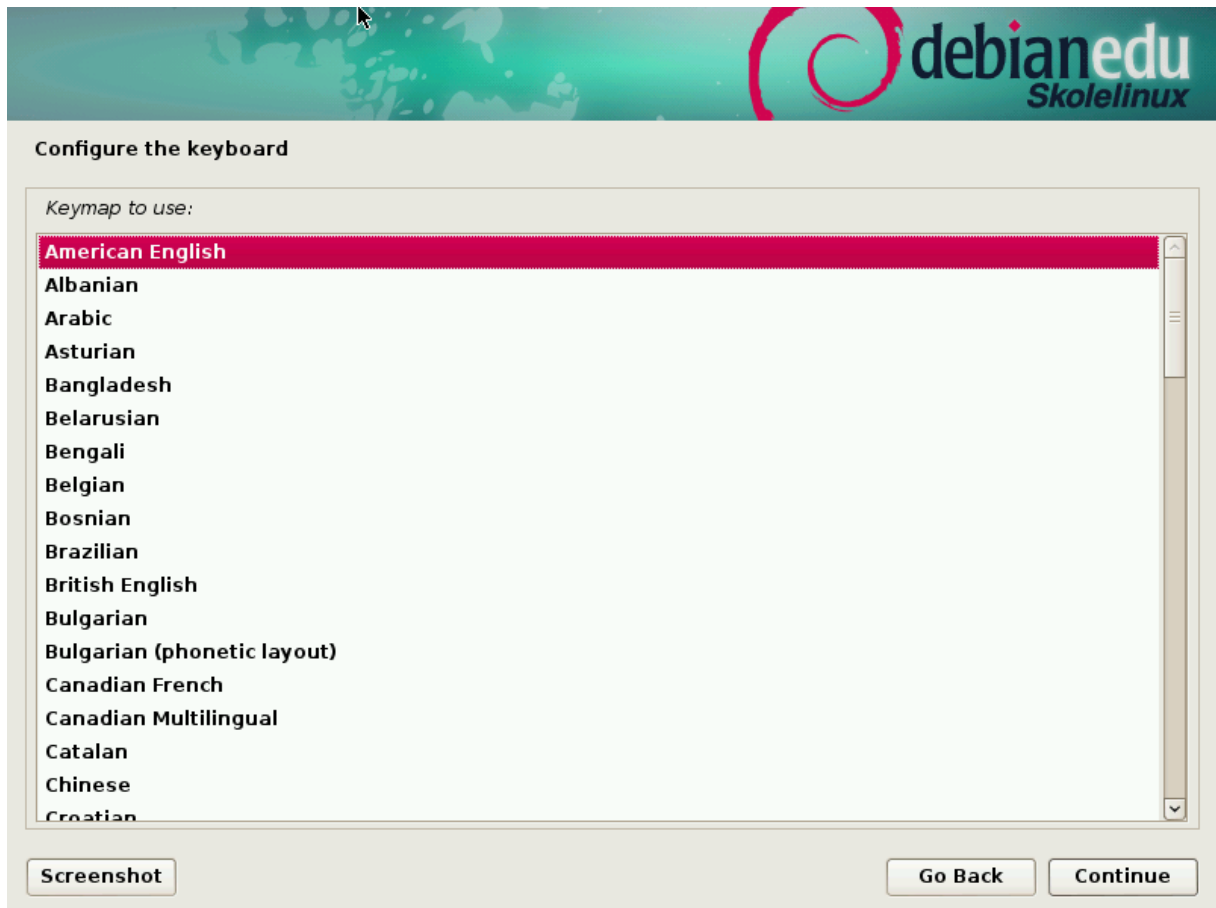 debianedu
Skolelinux
Configure the keyboard
Keymap to use:
American English
Albanian
Arabic
Asturian
Bangladesh
Belarusian
Bengali
Belgian
Bosnian
Brazilian
British English
Bulgarian
Bulgarian (phonetic layout)
Canadian French
Canadian Multilingual
Catalan
Chinese
Croatian
Screenshot
Go Back
Continue